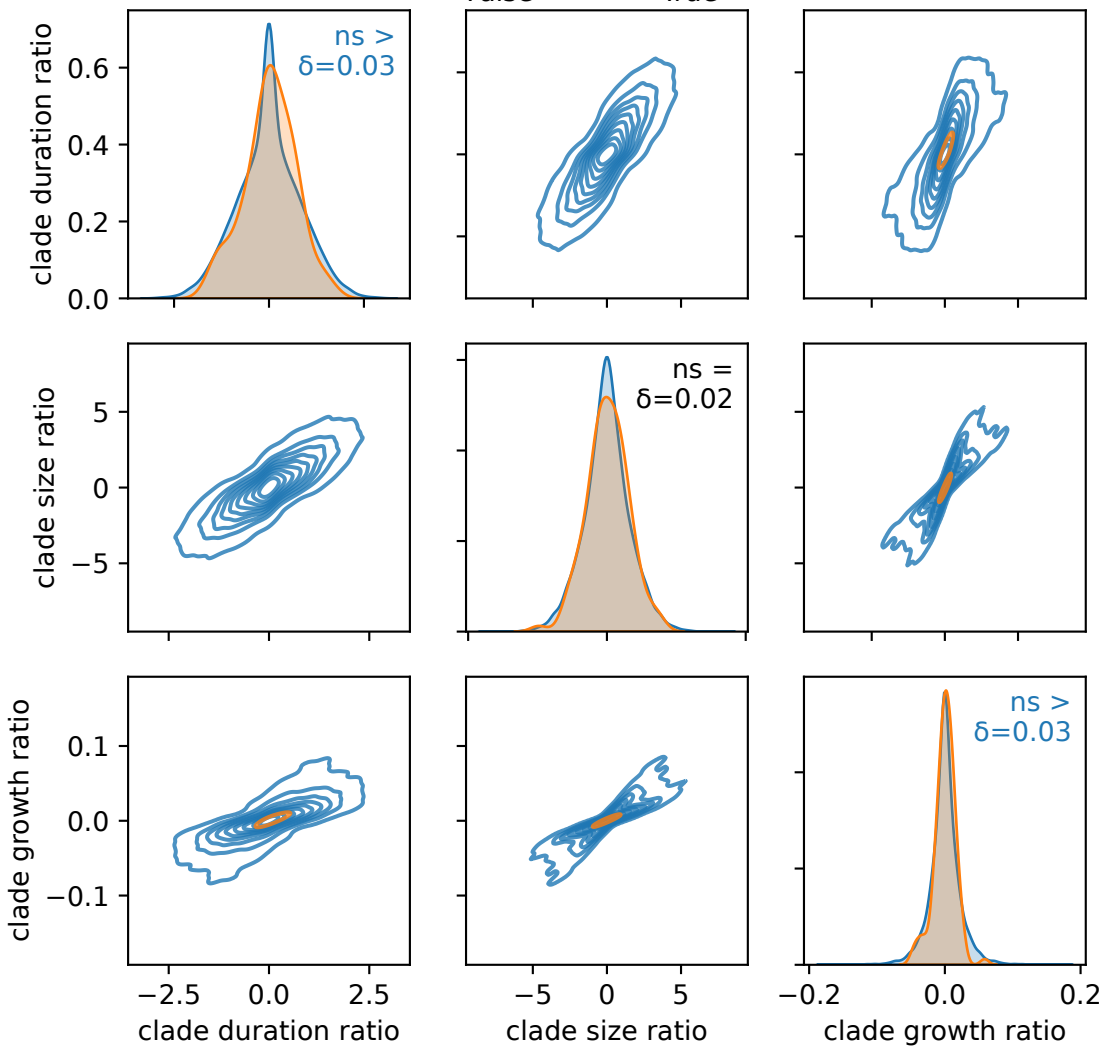 False True
clade duration ratio
0.6
0.4
0.2
0.0
ns >
δ=0.03
clade size ratio
5
0
−5
ns =
δ=0.02
clade growth ratio
0.1
0.0
−0.1
ns >
δ=0.03
−2.5 0.0 2.5 −5 0 5 −0.2 0.0 0.2
clade duration ratio clade size ratio clade growth ratio